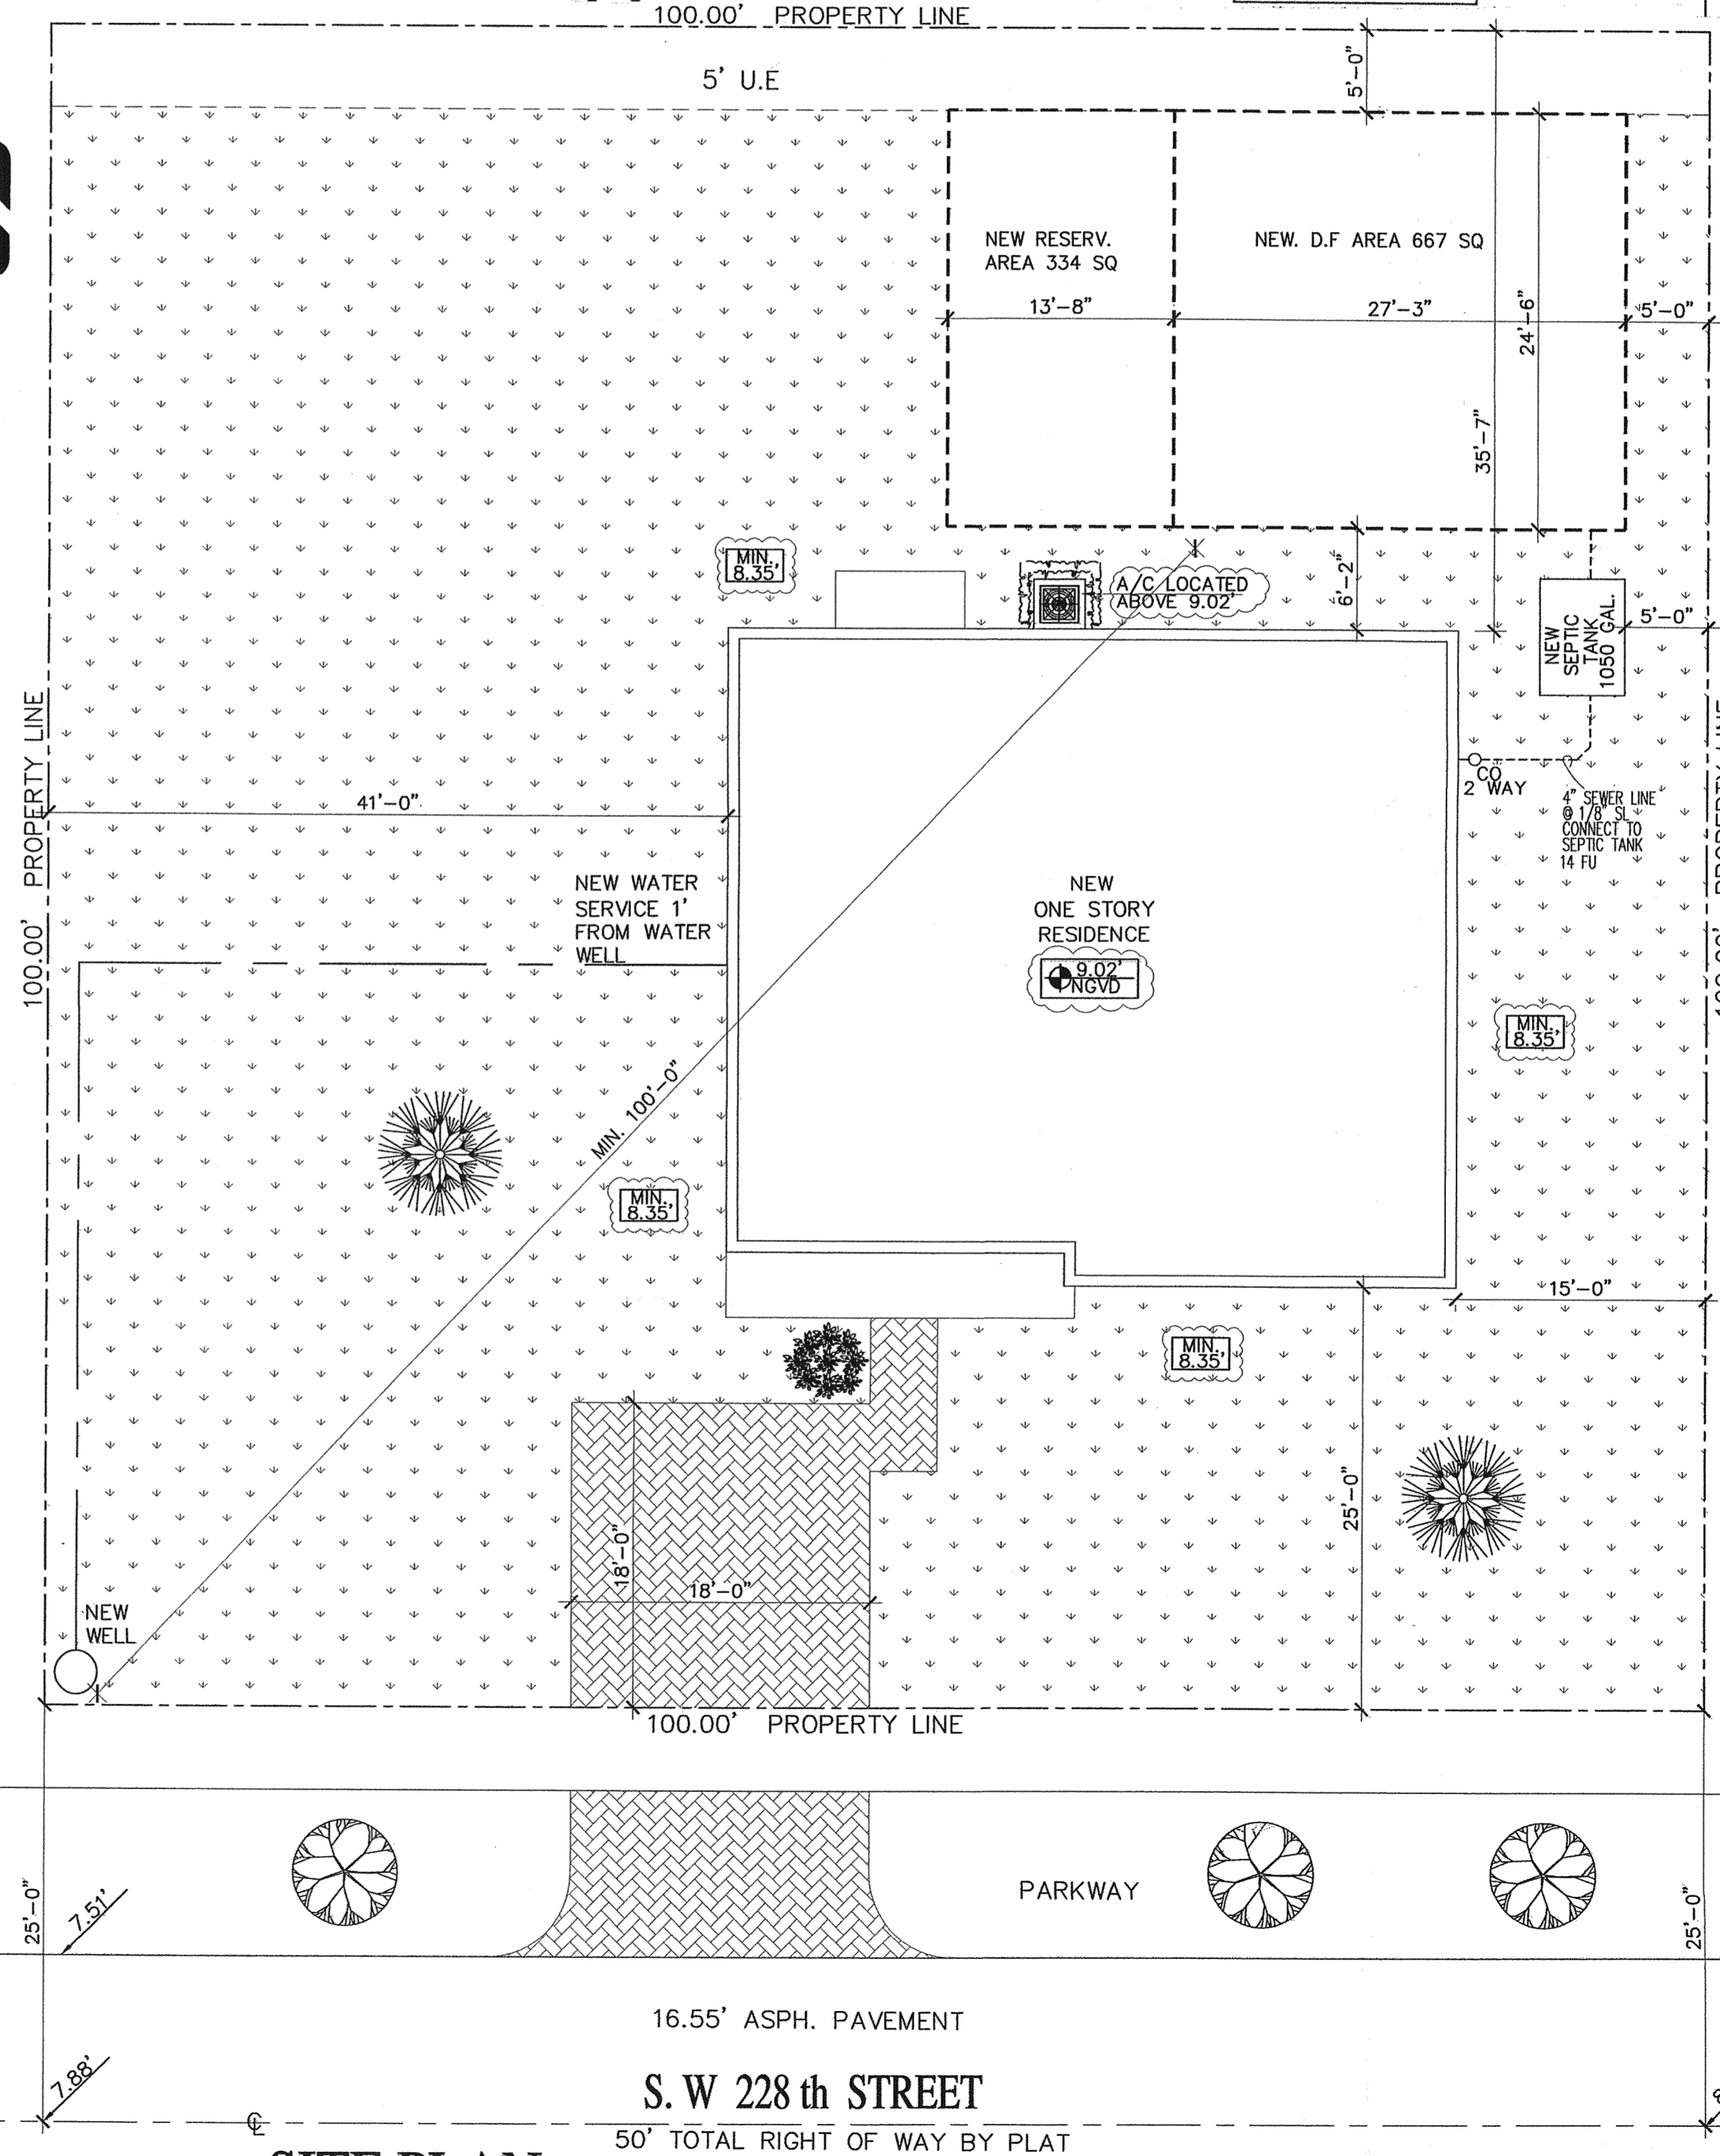 100.00' PROPERTY LINE
5' U.E
5'-0"
NEW RESERV.
AREA 334 SQ
NEW. D.F AREA 667 SQ
13'-8"
27'-3"
24'-6"
5'-0"
35'-7"
MIN.
8.35'
A/C LOCATED
ABOVE 9.02'
6'-2"
NEW
SEPTIC
TANK
1050 GAL.
5'-0"
100.00' PROPERTY LINE
41'-0"
CO
2 WAY
4" SEWER LINE
@ 1/8" SL
CONNECT TO
SEPTIC TANK
14 FU
NEW WATER
SERVICE 1'
FROM WATER
WELL
NEW
ONE STORY
RESIDENCE
9.02'
NGVD
MIN.
8.35'
MIN. 100'-0"
MIN.
8.35'
15'-0"
MIN.
8.35'
25'-0"
18'-0"
18'-0"
NEW
WELL
100.00' PROPERTY LINE
25'-0"
7.51'
PARKWAY
25'-0"
16.55' ASPH. PAVEMENT
7.88'
S. W 228 th STREET
50' TOTAL RIGHT OF WAY BY PLAT
SITE PLAN